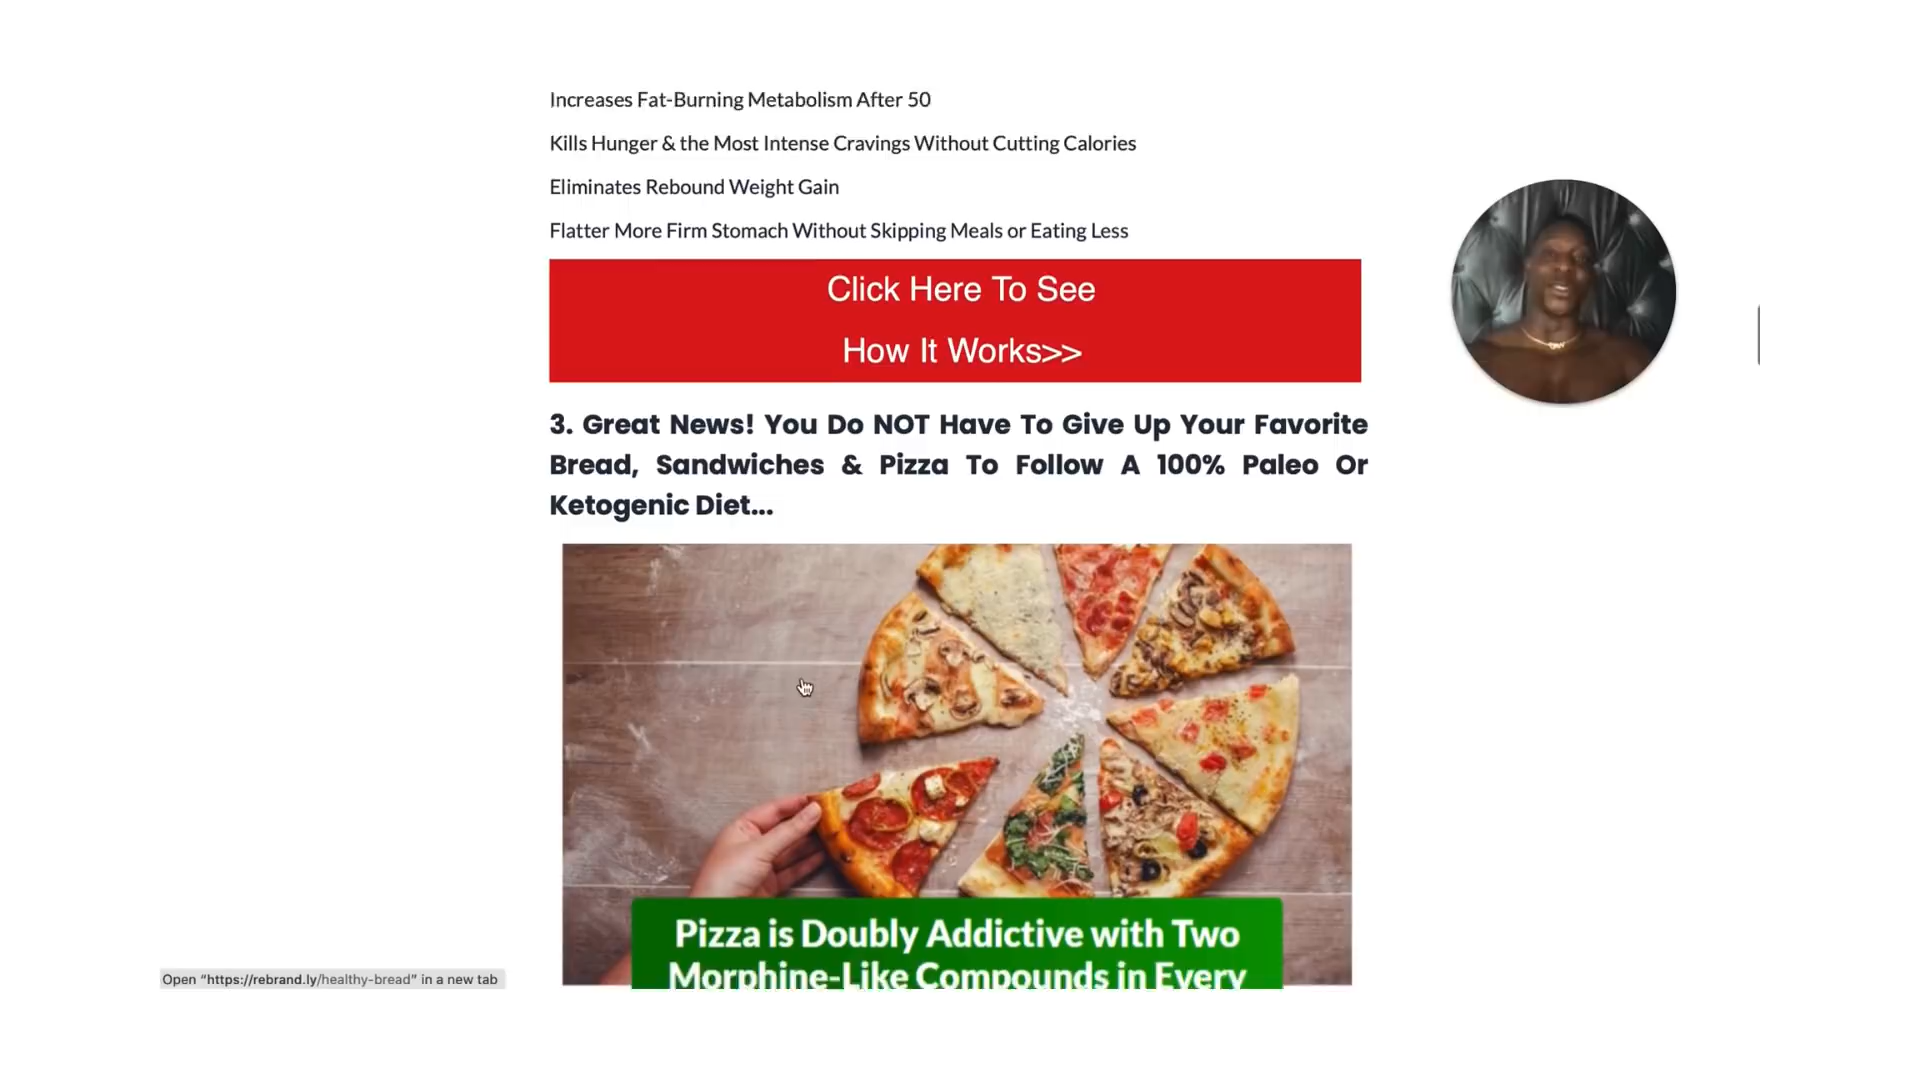 Increases Fat-Burning Metabolism After 50
Kills Hunger & the Most Intense Cravings Without Cutting Calories
Eliminates Rebound Weight Gain
Flatter More Firm Stomach Without Skipping Meals or Eating Less
Click Here To See
How It Works>>
3. Great News! You Do NOT Have To Give Up Your Favorite
Bread, Sandwiches & Pizza To Follow A 100% Paleo Or
Ketogenic Diet...
Pizza is Doubly Addictive with Two
Morphine-Like Compounds in Every
Open “https://rebrand.ly/healthy-bread” in a new tab